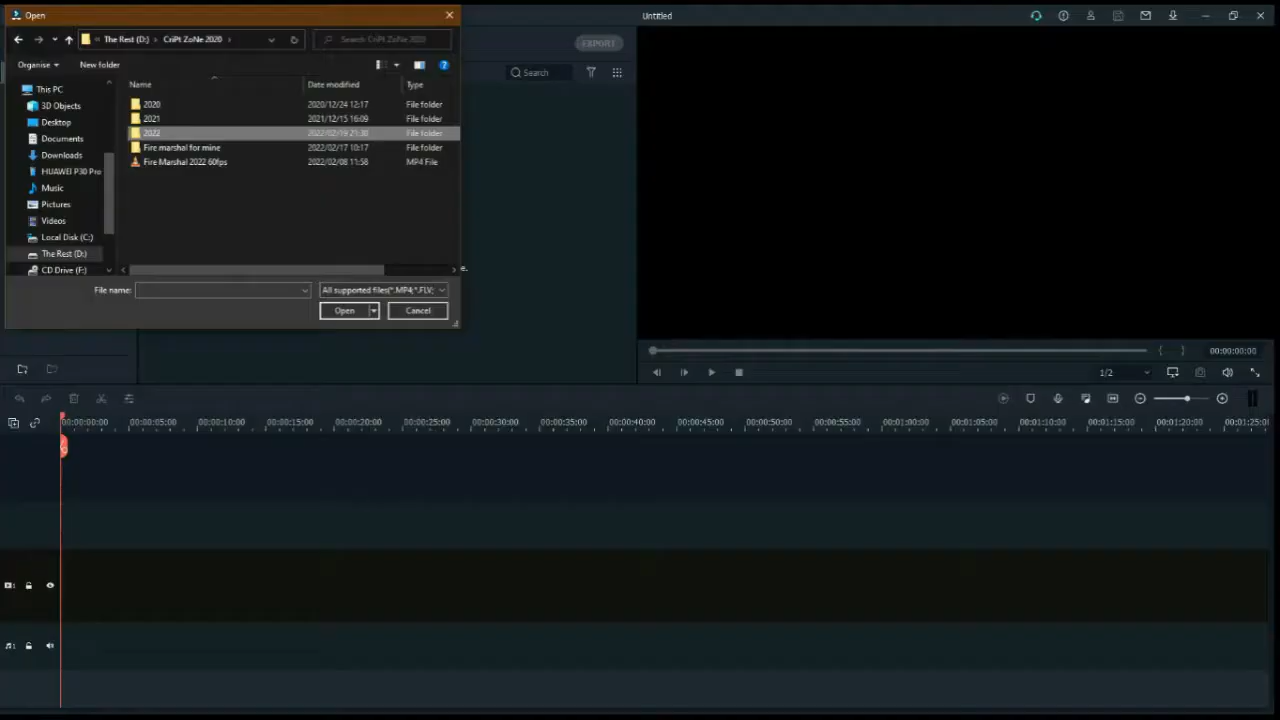 Open
Untitled
The Rest (D:) › CriPt ZoNe 2020 ›
Search CriPt ZoNe 2020
EXPORT
Organise
New folder
Search
This PC
3D Objects
Desktop
Documents
Downloads
HUAWEI P30 Pro
Music
Pictures
Videos
Local Disk (C:)
The Rest (D:)
CD Drive (F:)
Name Date modified Type
2020 2020/12/24 12:17 File folder
2021 2021/12/15 16:09 File folder
2022 2022/02/19 21:30 File folder
Fire marshal for mine 2022/02/17 10:17 File folder
Fire Marshal 2022 60fps 2022/02/08 11:58 MP4 File
e.
File name:
All supported files(*.MP4;*.FLV;
Open
Cancel
{ } 00:00:00:00
1/2
00:00:00:00 00:00:05:00 00:00:10:00 00:00:15:00 00:00:20:00 00:00:25:00 00:00:30:00 00:00:35:00 00:00:40:00 00:00:45:00 00:00:50:00 00:00:55:00 00:01:00:00 00:01:05:00 00:01:10:00 00:01:15:00 00:01:20:00 00:01:25:00
1
1